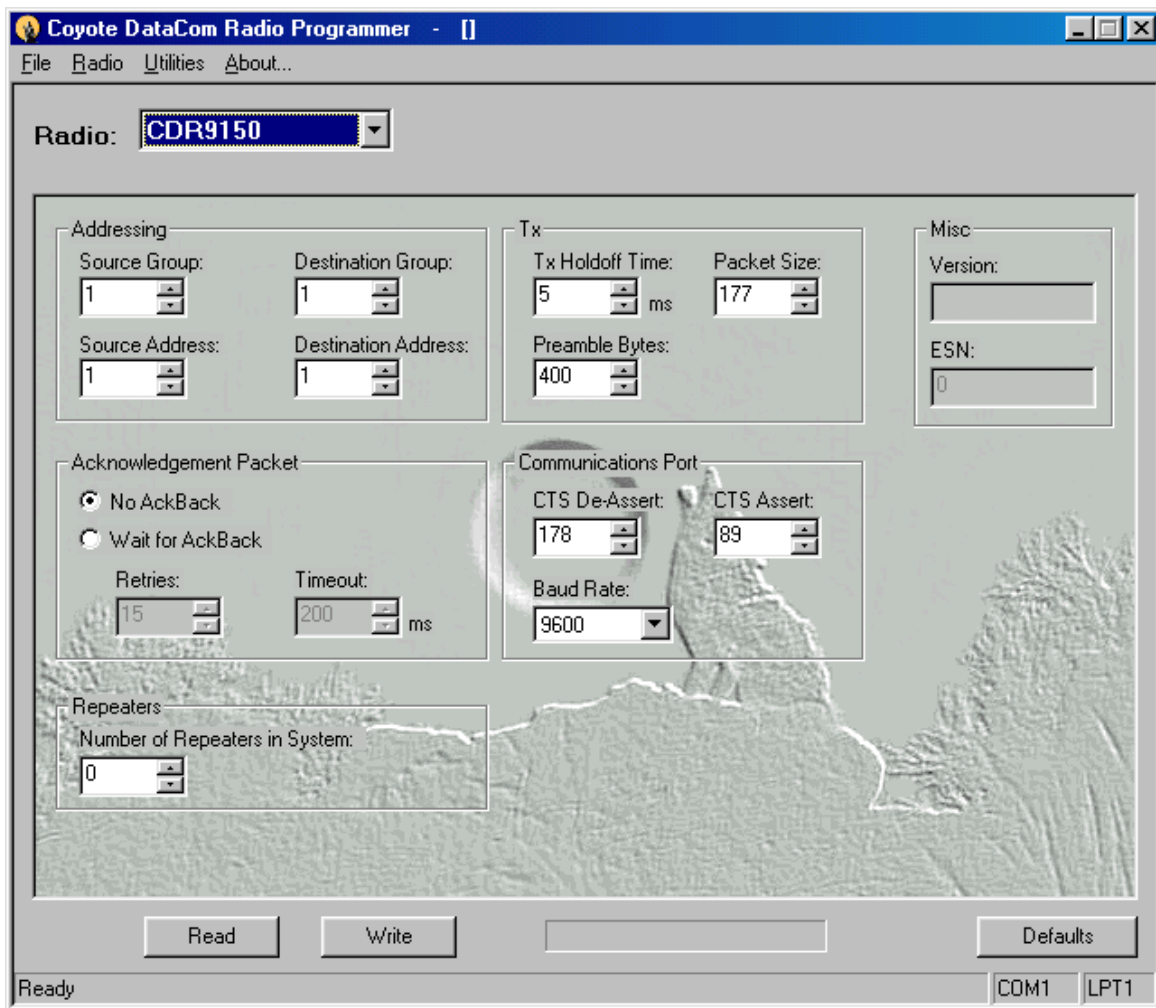 Coyote DataCom Radio Programmer - []
File Radio Utilities About...
Radio: CDR9150
Addressing
Source Group: Destination Group:
1 1
Source Address: Destination Address:
1 1
Tx
Tx Holdoff Time: Packet Size:
5 ms 177
Preamble Bytes:
400
Misc
Version:
ESN:
0
Acknowledgement Packet
No AckBack
Wait for AckBack
Retries: Timeout:
15 200 ms
Communications Port
CTS De-Assert: CTS Assert:
178 89
Baud Rate:
9600
Repeaters
Number of Repeaters in System:
0
Read Write Defaults
Ready COM1 LPT1